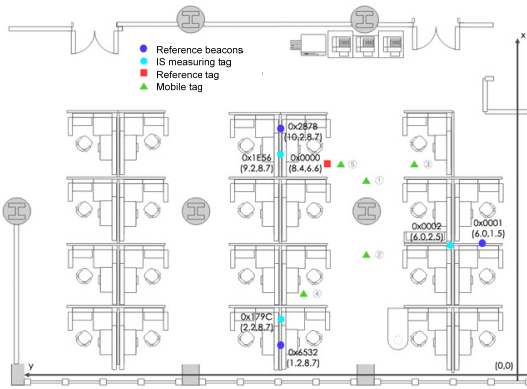 x
Reference beacons
IS measuring tag
Reference tag
Mobile tag
0x287B
(10.2,8.7)
0x1E56
(9.2,8.7)
0x0000
(8.4,6.6)
⑤
③
①
0x0002
(6.0,2.5)
0x0001
(6.0,1.5)
②
④
0x179C
(2.2,8.7)
0x6532
(1.2,8.7)
y
(0,0)